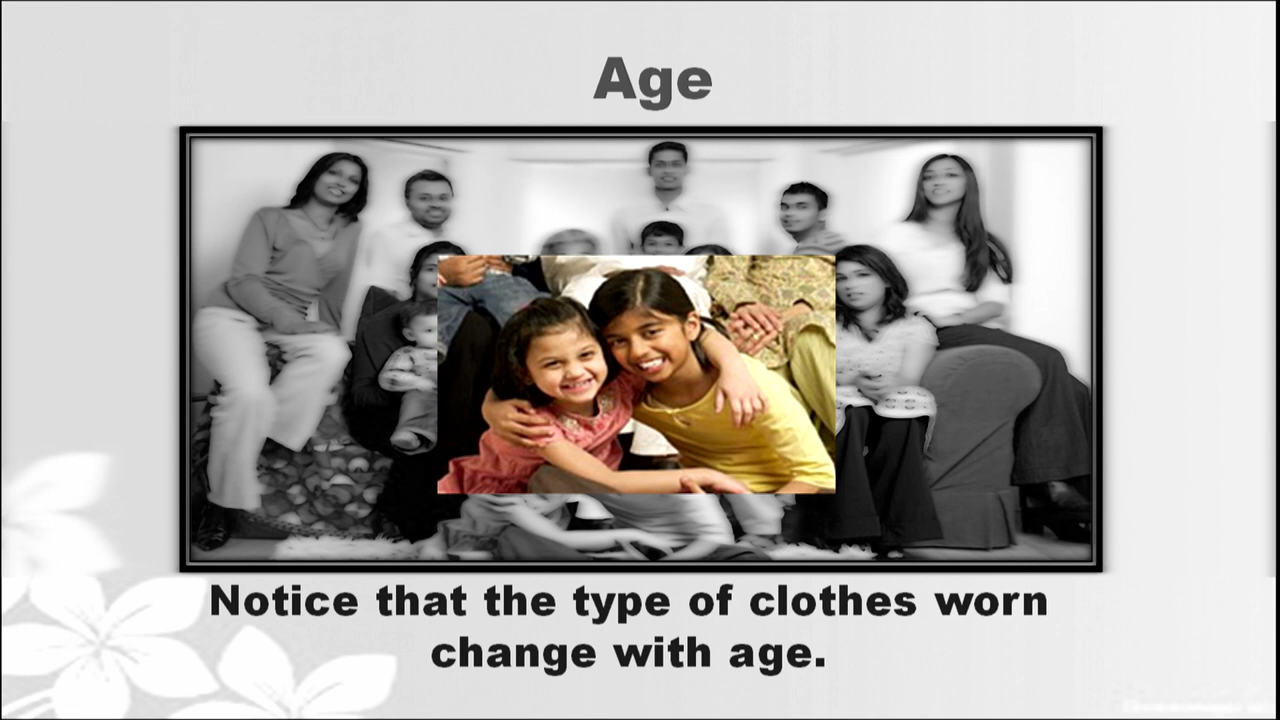 Age
Notice that the type of clothes worn
change with age.